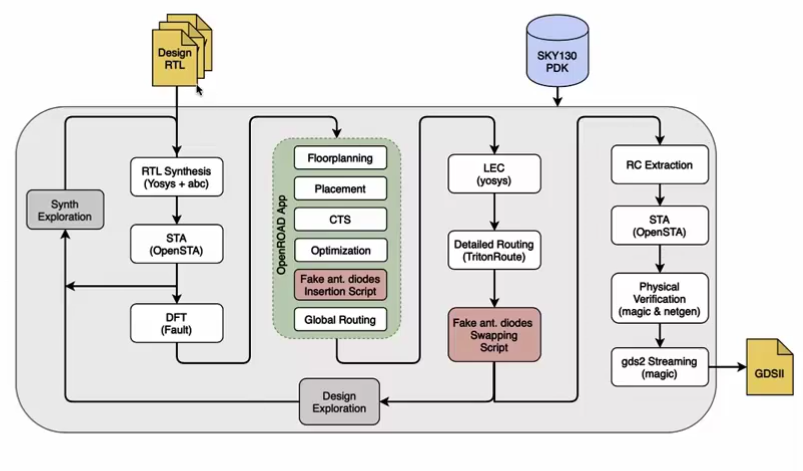 Design
RTL
SKY130
PDK
Synth
Exploration
RTL Synthesis
(Yosys + abc)
STA
(OpenSTA)
DFT
(Fault)
OpenROAD App
Floorplanning
Placement
CTS
Optimization
Fake ant. diodes
Insertion Script
Global Routing
LEC
(yosys)
Detailed Routing
(TritonRoute)
Fake ant. diodes
Swapping
Script
Design
Exploration
RC Extraction
STA
(OpenSTA)
Physical
Verification
(magic & netgen)
gds2 Streaming
(magic)
GDSII